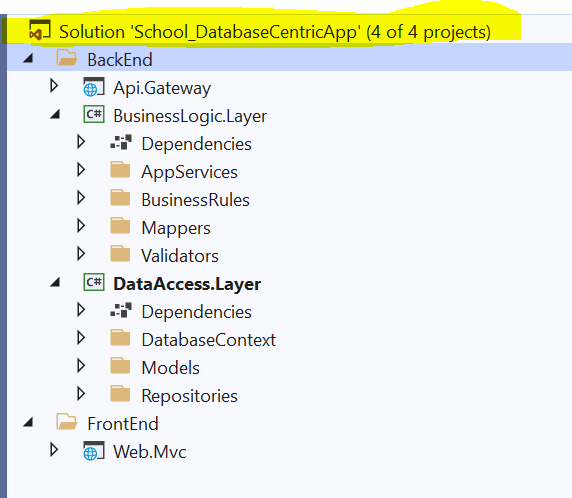 Solution 'School_DatabaseCentricApp' (4 of 4 projects)
BackEnd
Api.Gateway
C# BusinessLogic.Layer
Dependencies
AppServices
BusinessRules
Mappers
Validators
C# DataAccess.Layer
Dependencies
DatabaseContext
Models
Repositories
FrontEnd
Web.Mvc